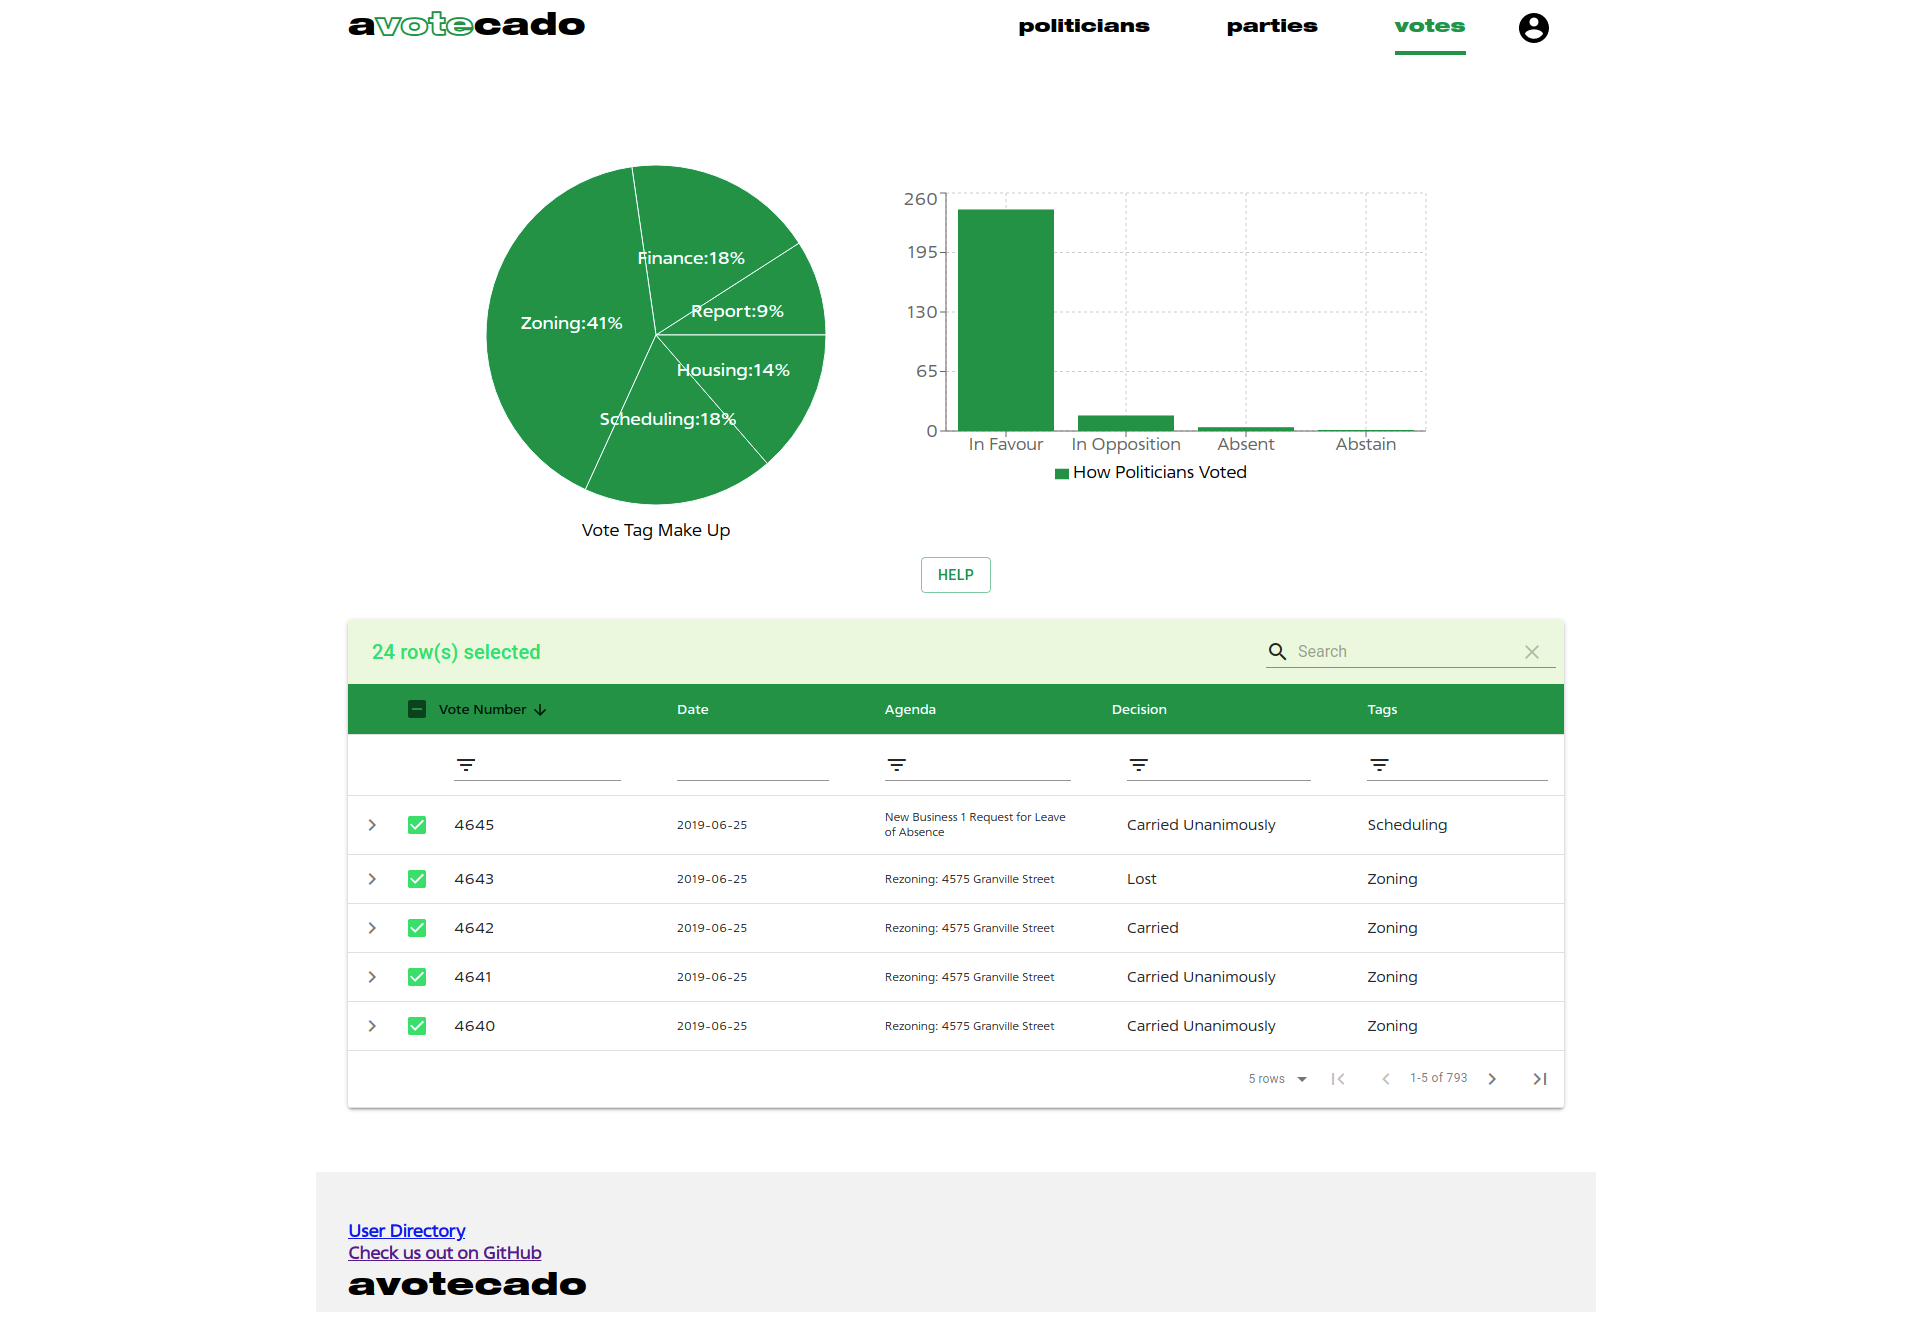 avotecado
politicians parties votes
Finance:18%
Report:9%
Zoning:41%
Housing:14%
Scheduling:18%
Vote Tag Make Up
260
195
130
65
0
In Favour In Opposition Absent Abstain
How Politicians Voted
HELP
24 row(s) selected Search
Vote Number Date Agenda Decision Tags
4645 2019-06-25 New Business 1 Request for Leave of Absence Carried Unanimously Scheduling
4643 2019-06-25 Rezoning: 4575 Granville Street Lost Zoning
4642 2019-06-25 Rezoning: 4575 Granville Street Carried Zoning
4641 2019-06-25 Rezoning: 4575 Granville Street Carried Unanimously Zoning
4640 2019-06-25 Rezoning: 4575 Granville Street Carried Unanimously Zoning
5 rows 1-5 of 793
User Directory
Check us out on GitHub
avotecado